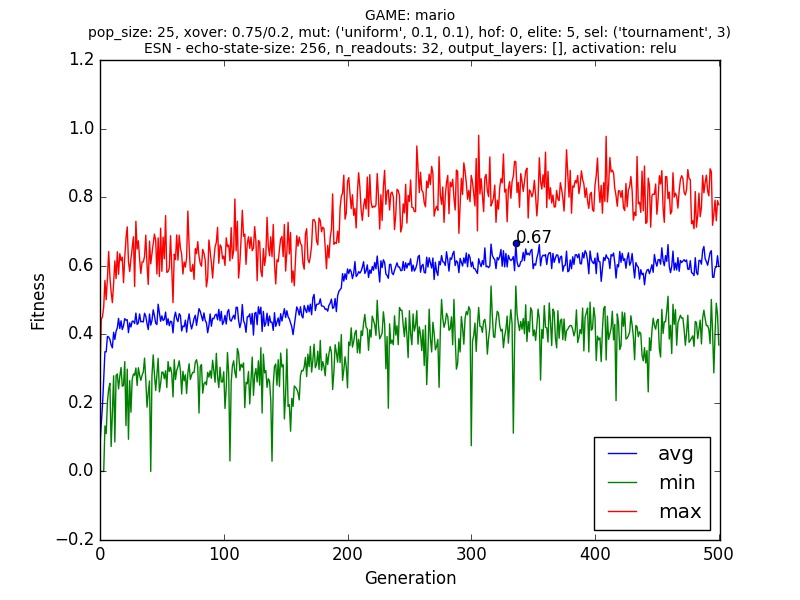 GAME: mario
pop_size: 25, xover: 0.75/0.2, mut: ('uniform', 0.1, 0.1), hof: 0, elite: 5, sel: ('tournament', 3)
ESN - echo-state-size: 256, n_readouts: 32, output_layers: [], activation: relu
1.2
1.0
0.8
0.6
0.4
0.2
0.0
−0.2
Fitness
0.67
avg
min
max
0 100 200 300 400 500
Generation